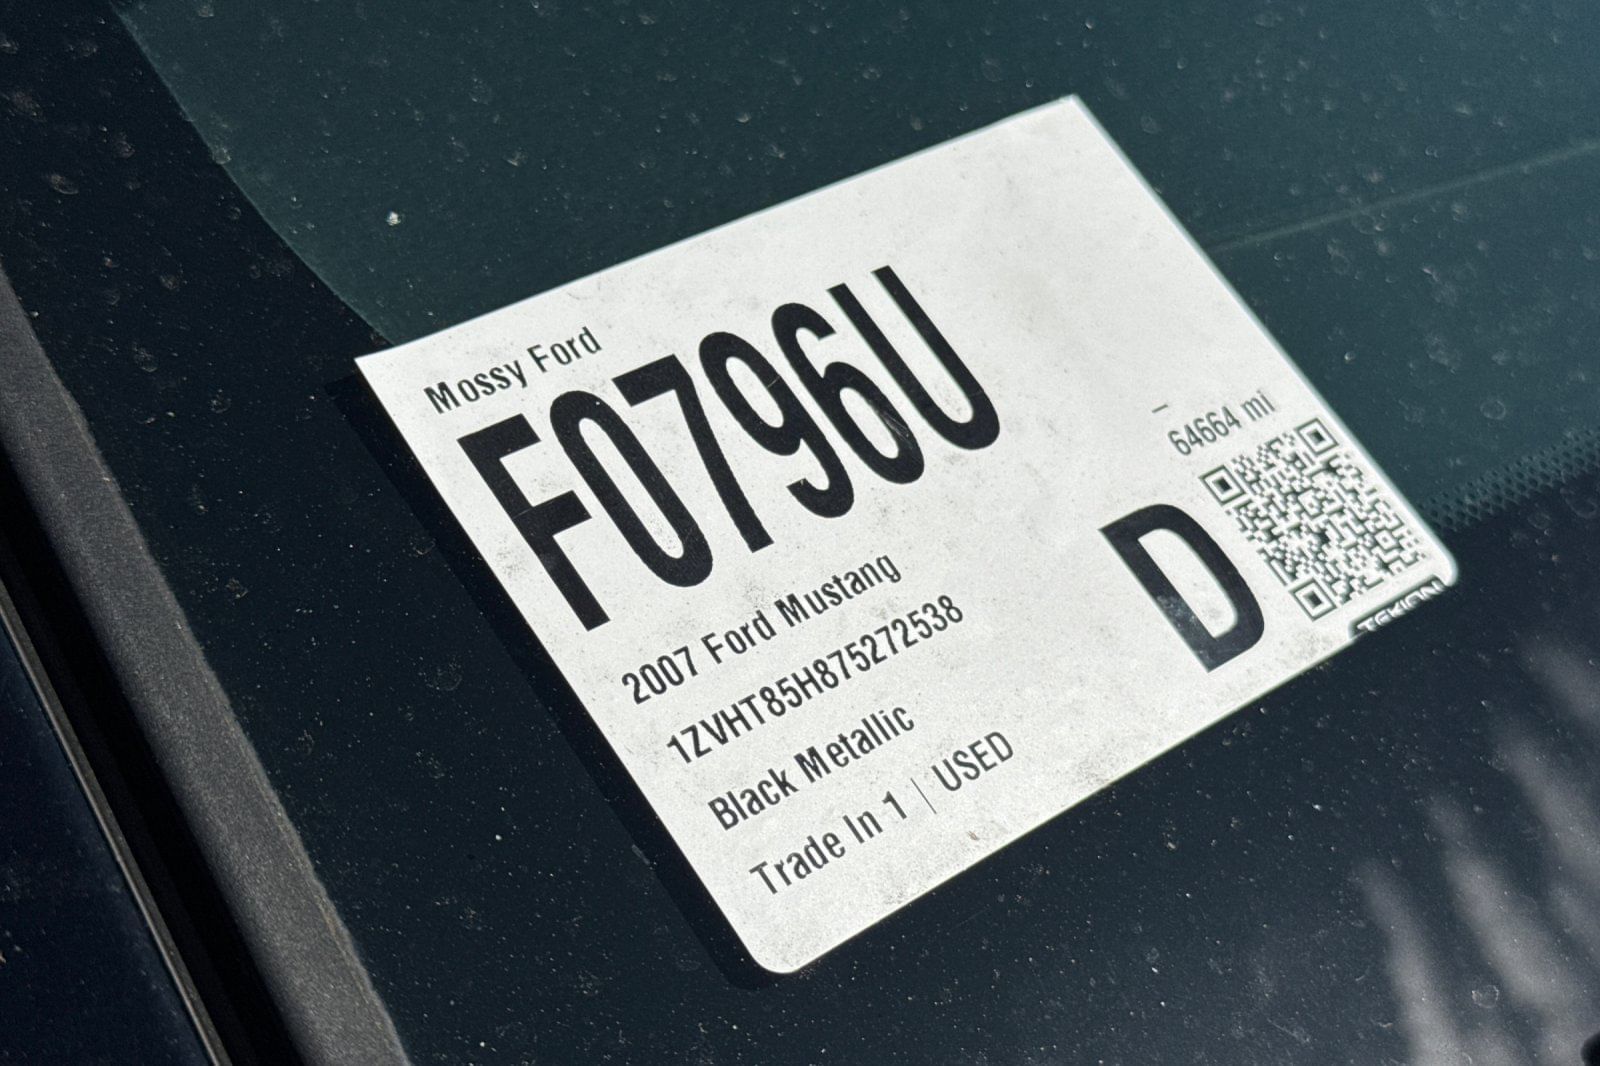 Mossy Ford
F0796U
2007 Ford Mustang
1ZVHT85H875272538
Black Metallic
Trade In 1 | USED
–
64664 mi
D
TEKION